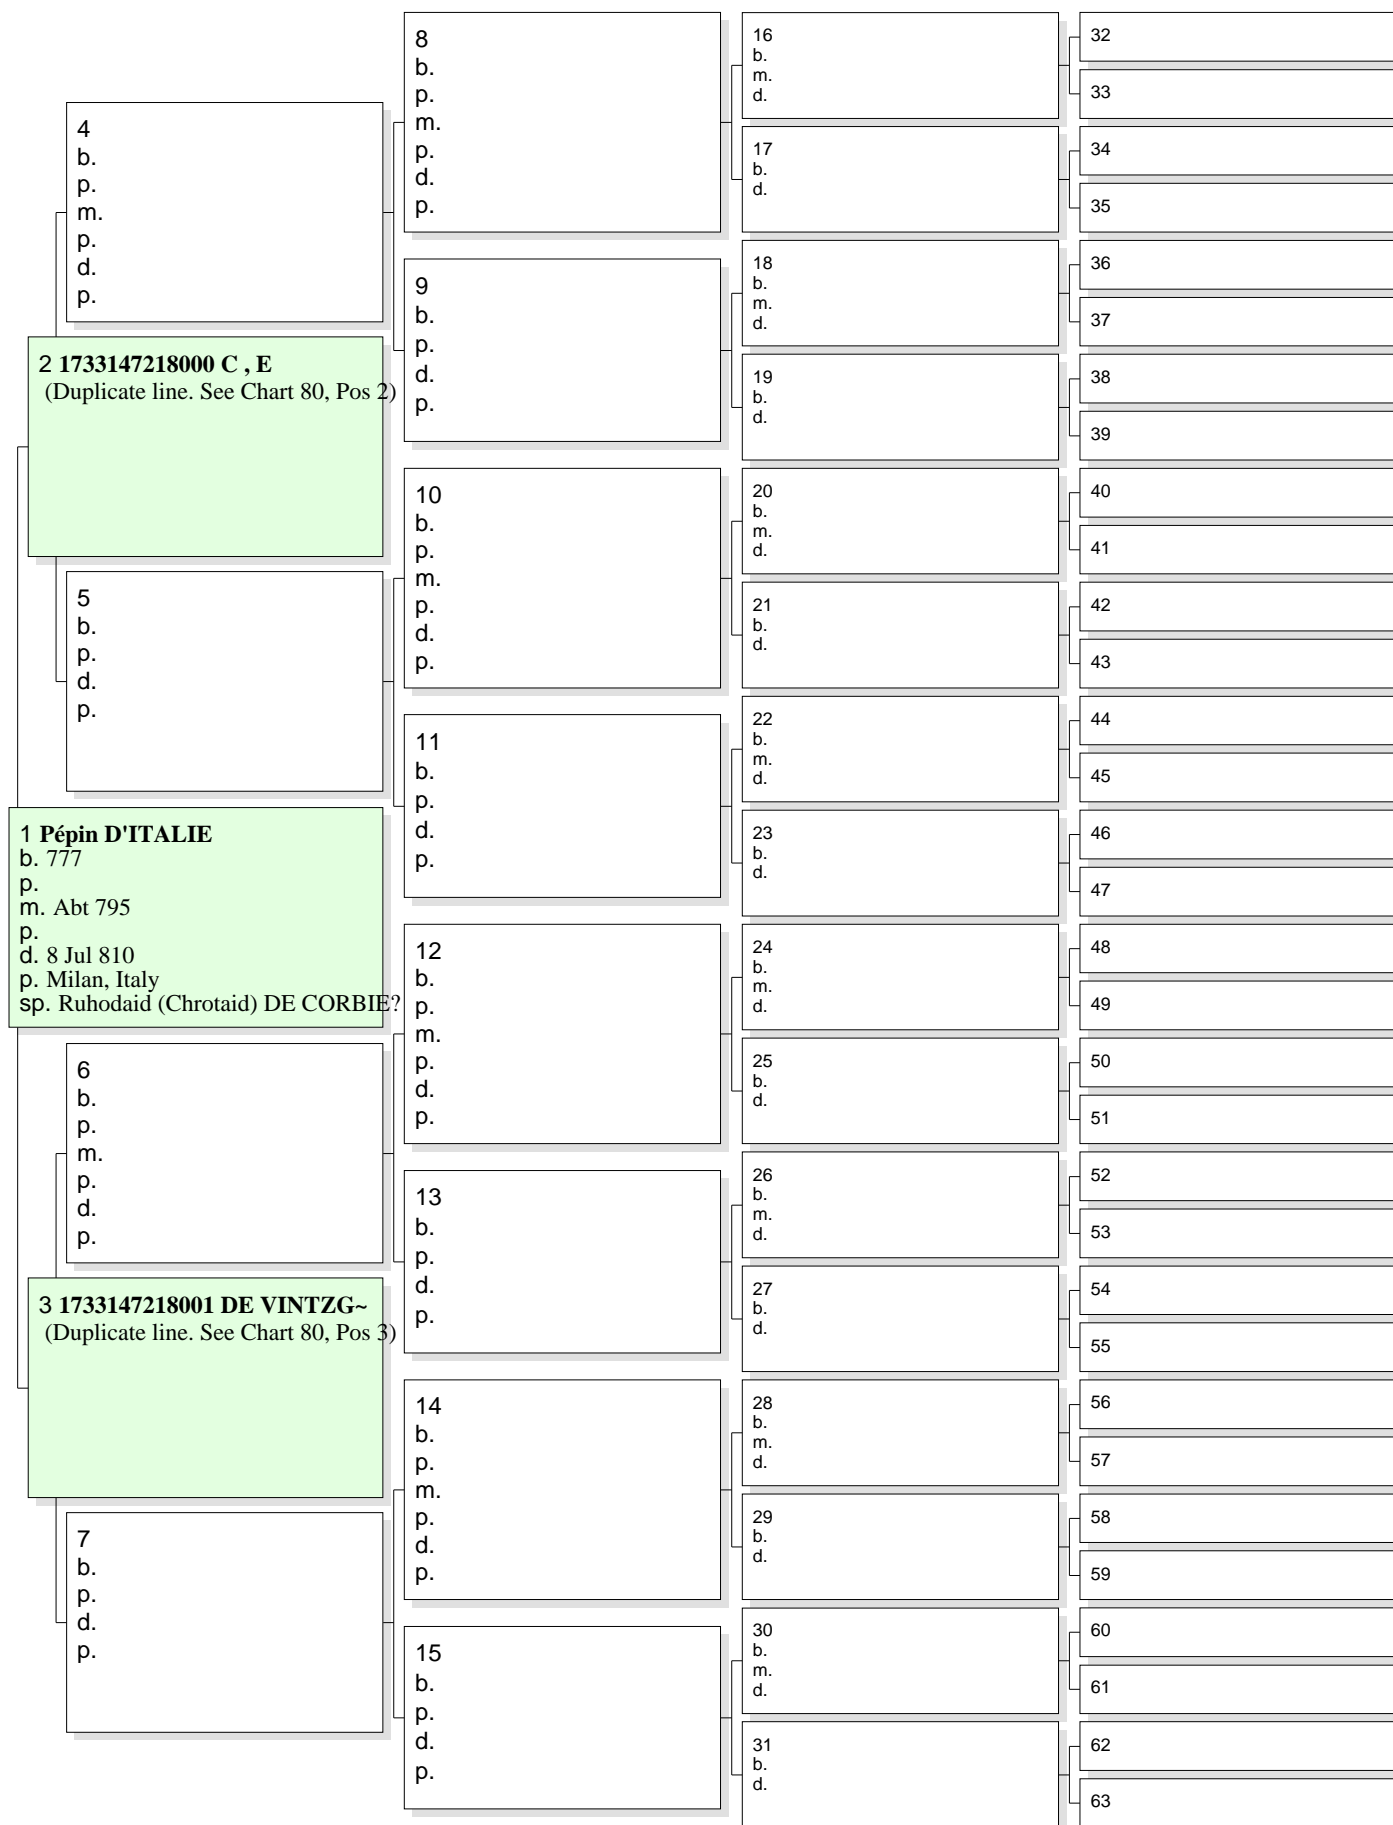 1 Pépin D'ITALIE
b. 777
p.
m. Abt 795
p.
d. 8 Jul 810
p. Milan, Italy
sp. Ruhodaid (Chrotaid) DE CORBIE?
2 1733147218000 C , E
(Duplicate line. See Chart 80, Pos 2)
3 1733147218001 DE VINTZG~
(Duplicate line. See Chart 80, Pos 3)
4
b.
p.
m.
p.
d.
p.
5
b.
p.
d.
p.
6
b.
p.
m.
p.
d.
p.
7
b.
p.
d.
p.
8
b.
p.
m.
p.
d.
p.
9
b.
p.
d.
p.
10
b.
p.
m.
p.
d.
p.
11
b.
p.
d.
p.
12
b.
p.
m.
p.
d.
p.
13
b.
p.
d.
p.
14
b.
p.
m.
p.
d.
p.
15
b.
p.
d.
p.
16
b.
m.
d.
17
b.
d.
18
b.
m.
d.
19
b.
d.
20
b.
m.
d.
21
b.
d.
22
b.
m.
d.
23
b.
d.
24
b.
m.
d.
25
b.
d.
26
b.
m.
d.
27
b.
d.
28
b.
m.
d.
29
b.
d.
30
b.
m.
d.
31
b.
d.
32
33
34
35
36
37
38
39
40
41
42
43
44
45
46
47
48
49
50
51
52
53
54
55
56
57
58
59
60
61
62
63